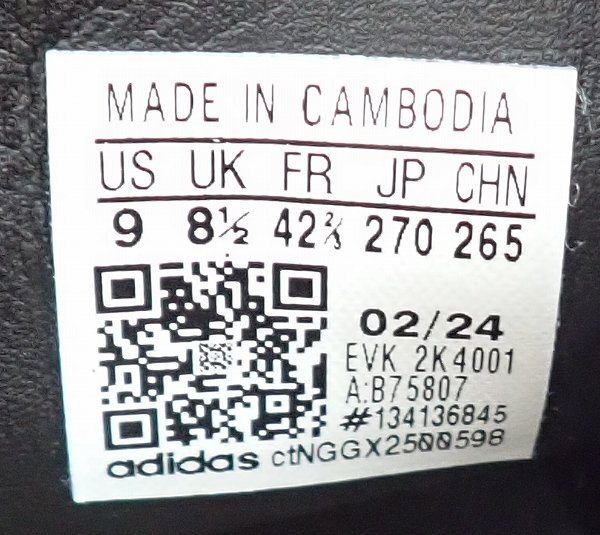 MADE IN CAMBODIA
US UK FR JP CHN
9 8½ 42⅔ 270 265
02/24
EVK 2K4001
A:B75807
#134136845
adidas ctNGGX2500598